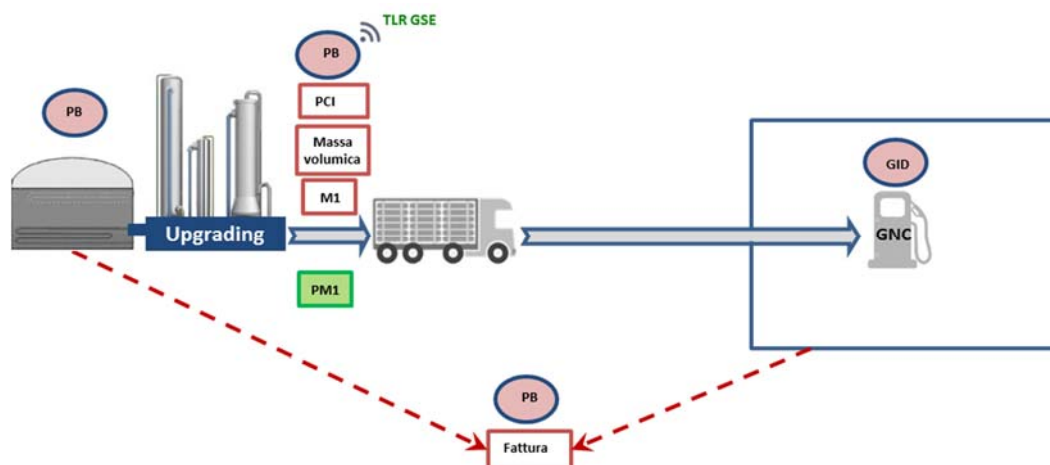 TLR GSE
PB
PB
PCI
Massa
volumica
M1
Upgrading
PM1
GID
GNC
PB
Fattura